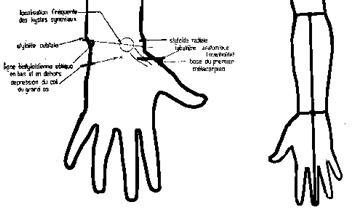 localisation fréquente
des kystes synoviaux
styloïde cubitale
ligne bistyloïdienne oblique
en bas et en dehors
dépression du col
du grand os
styloïde radiale
tabatière anatomique
base du premier
métacarpien